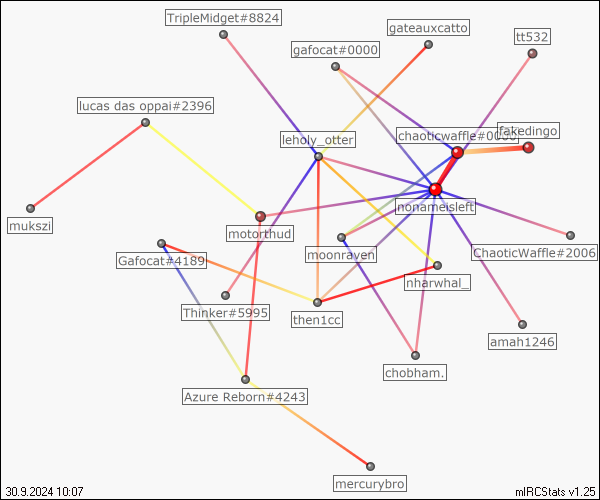 TripleMidget#8824
gateauxcatto
tt532
gafocat#0000
lucas das oppai#2396
chaoticwaffle#0000
fakedingo
leholy_otter
mukszi
nonameisleft
motorthud
moonraven
ChaoticWaffle#2006
Gafocat#4189
nharwhal_
Thinker#5995
then1cc
amah1246
chobham.
Azure Reborn#4243
mercurybro
30.9.2024 10:07
mIRCStats v1.25